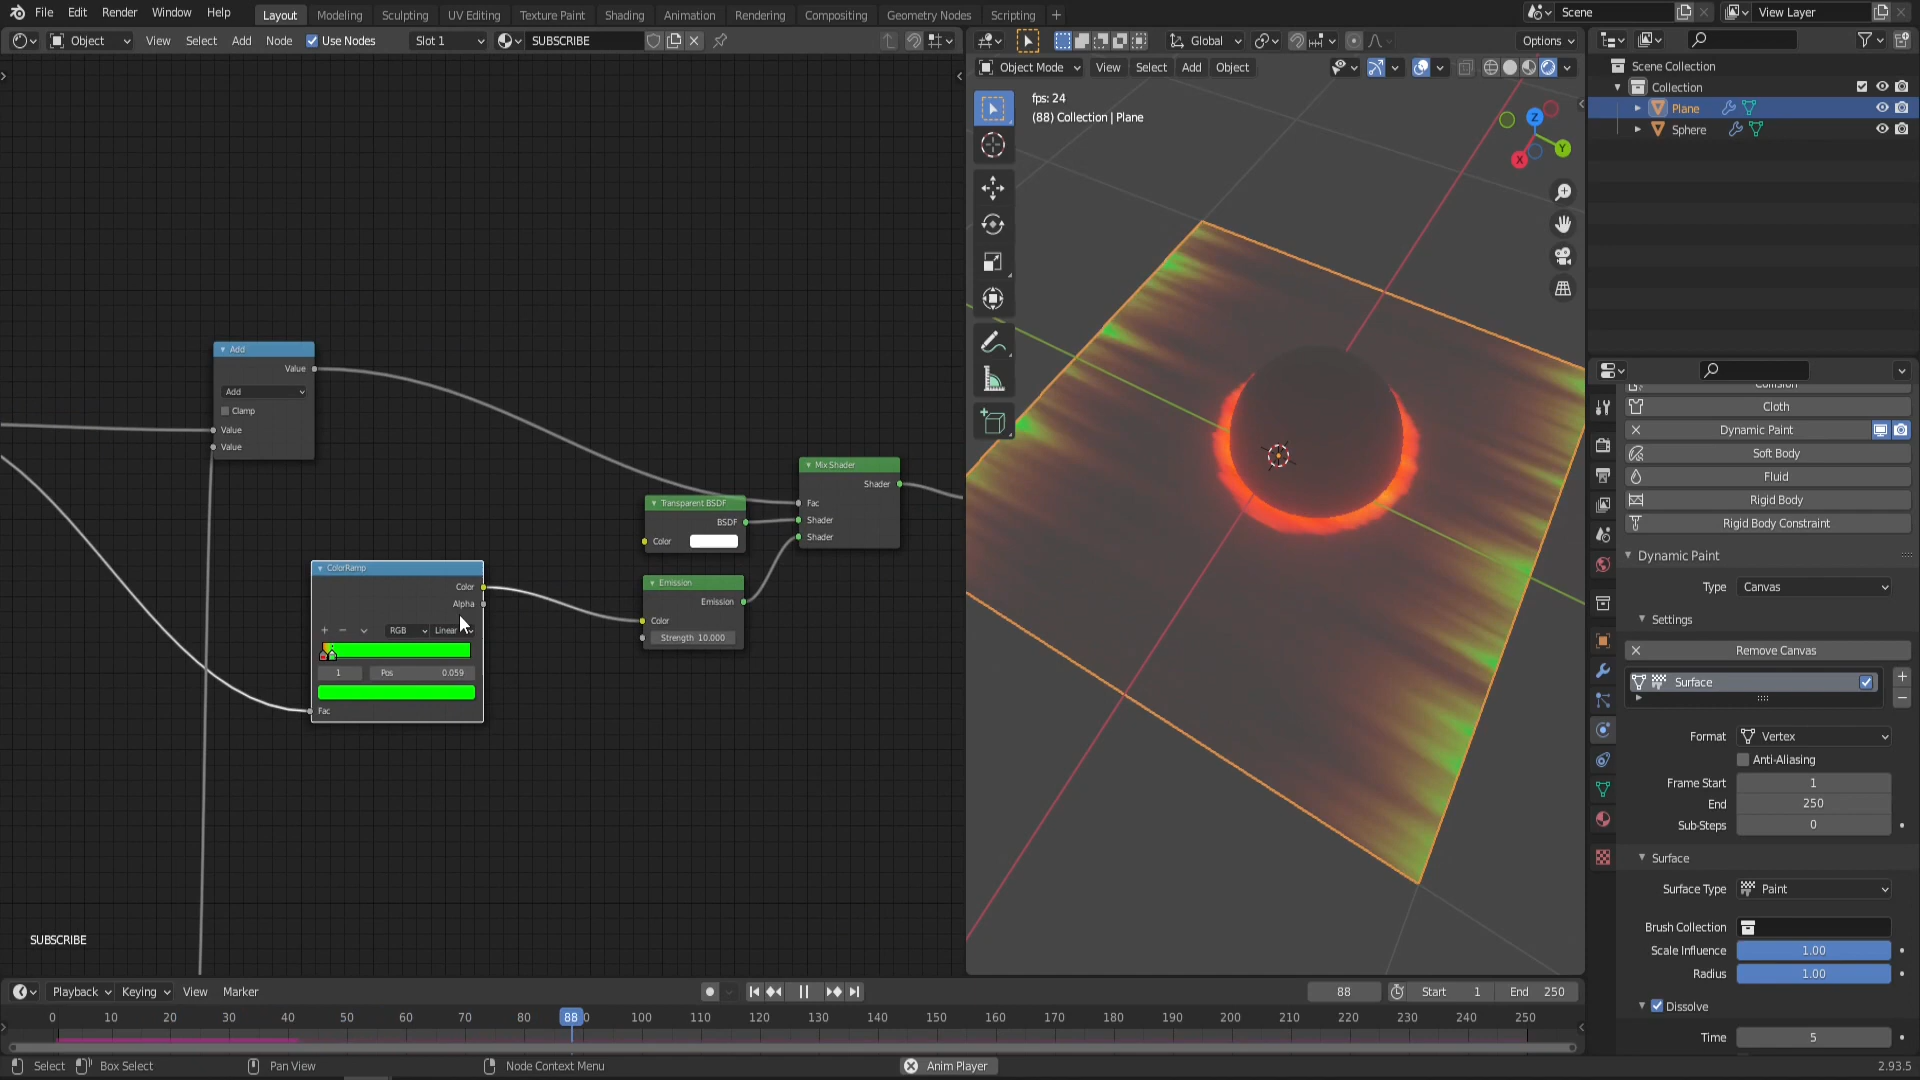 File Edit Render Window Help
Layout Modeling Sculpting UV Editing Texture Paint Shading Animation Rendering Compositing Geometry Nodes Scripting +
Scene
View Layer
Object View Select Add Node Use Nodes Slot 1 SUBSCRIBE
Global Options
Object Mode View Select Add Object
fps: 24
(88) Collection | Plane
Z
Y
X
Scene Collection
Collection
Plane
Sphere
Add
Value
Add
Clamp
Value
Value
Mix Shader
Shader
Fac
Shader
Shader
Transparent BSDF
BSDF
Color
Emission
Emission
Color
Strength 10.000
ColorRamp
Color
Alpha
RGB Linear
1 Pos 0.059
Fac
SUBSCRIBE
Collision
Cloth
Dynamic Paint
Soft Body
Fluid
Rigid Body
Rigid Body Constraint
Dynamic Paint
Type Canvas
Settings
Remove Canvas
Surface
Format Vertex
Anti-Aliasing
Frame Start 1
End 250
Sub-Steps 0
Surface
Surface Type Paint
Brush Collection
Scale Influence 1.00
Radius 1.00
Dissolve
Time 5
Playback Keying View Marker
88 Start 1 End 250
0 10 20 30 40 50 60 70 80 88 0 100 110 120 130 140 150 160 170 180 190 200 210 220 230 240 250
Select Box Select Pan View Node Context Menu Anim Player 2.93.5